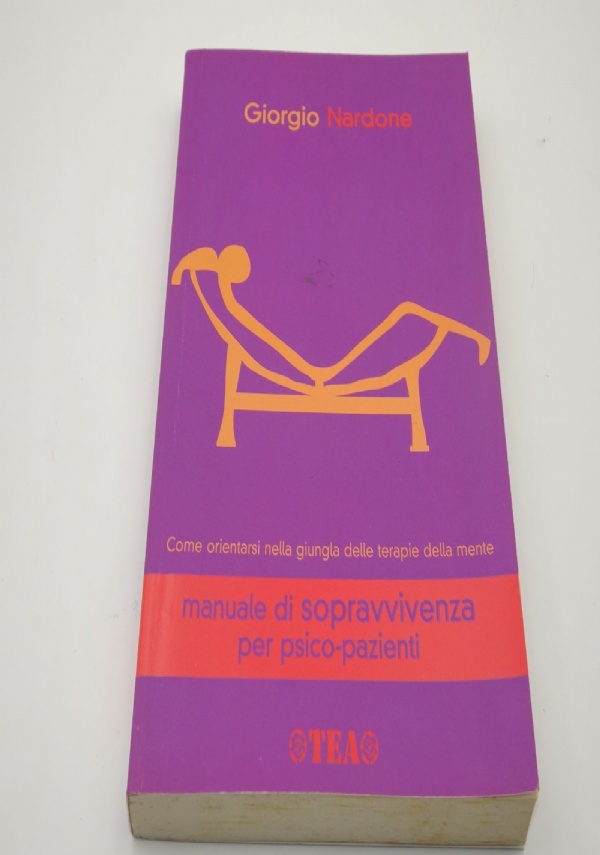 Giorgio Nardone
Come orientarsi nella giungla delle terapie della mente
manuale di sopravvivenza
per psico-pazienti
TEA